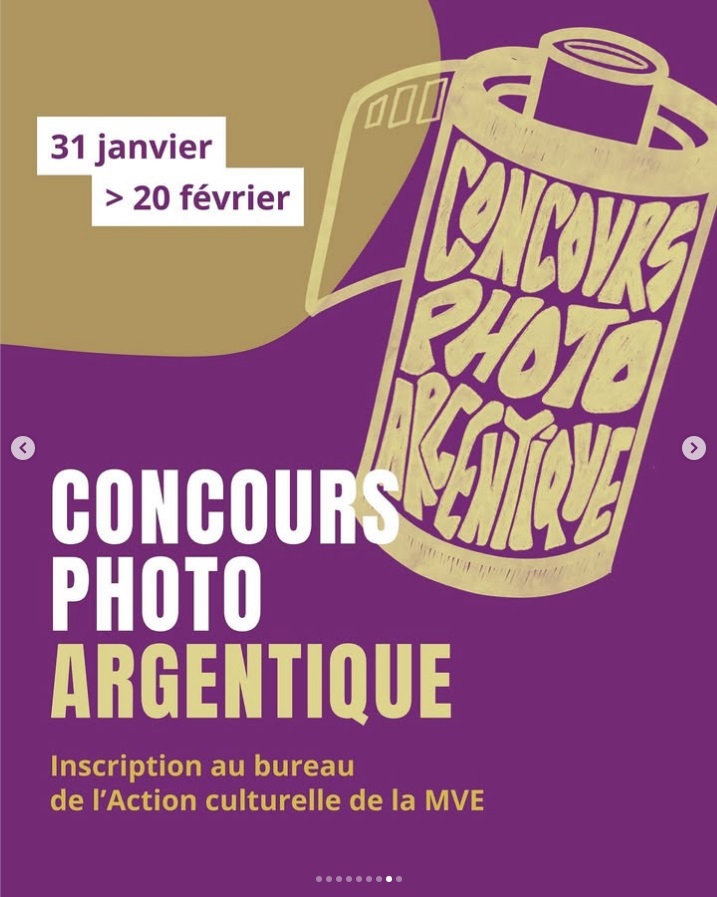 31 janvier
> 20 février
CONCOURS
PHOTO
ARGENTIQUE
CONCOURS
PHOTO
ARGENTIQUE
Inscription au bureau
de l'Action culturelle de la MVE